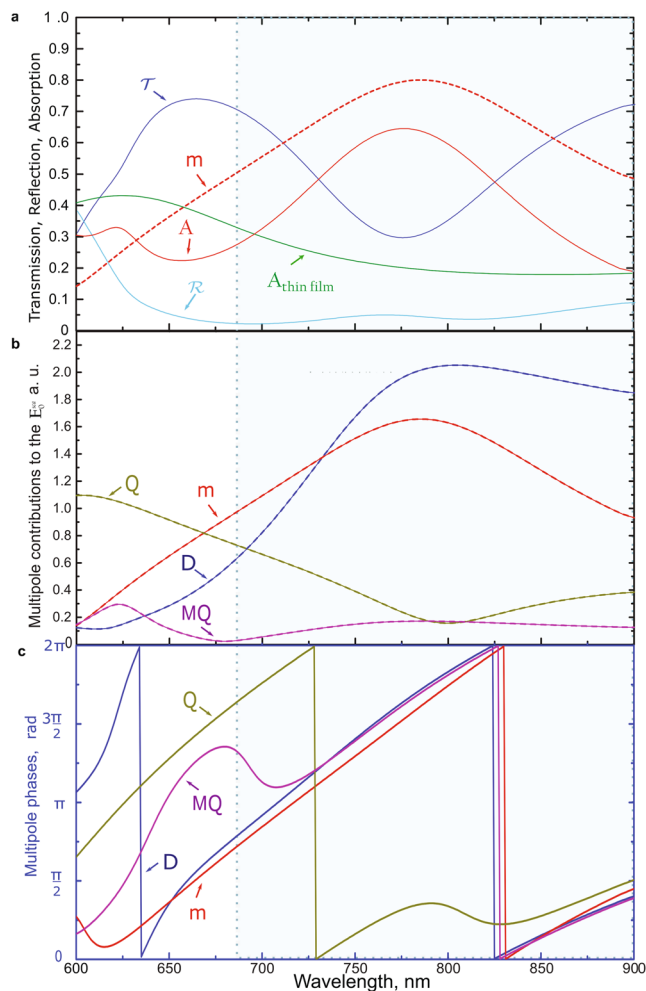 a
Transmission, Reflection, Absorption
1.0
0.9
0.8
0.7
0.6
0.5
0.4
0.3
0.2
0.1
0
𝒯
m
A
A thin film
ℛ
b
Multipole contributions to the a. u.
2.2
2.0
1.8
1.6
1.4
1.2
1.0
0.8
0.6
0.4
0.2
0
Q
m
D
MQ
c
Multipole phases, rad
2π
3π/2
π
π/2
0
Q
MQ
D
m
600 650 700 750 800 850 900
Wavelength, nm